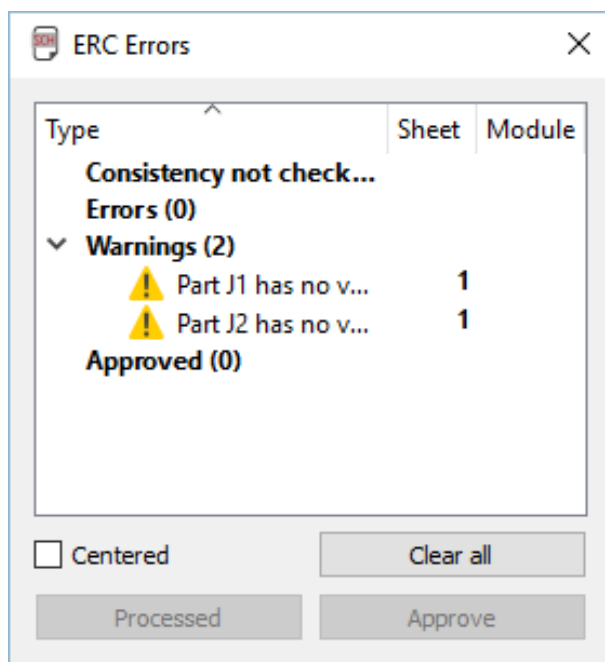 SCH ERC Errors
Type Sheet Module
Consistency not check...
Errors (0)
Warnings (2)
Part J1 has no v... 1
Part J2 has no v... 1
Approved (0)
Centered Clear all
Processed Approve